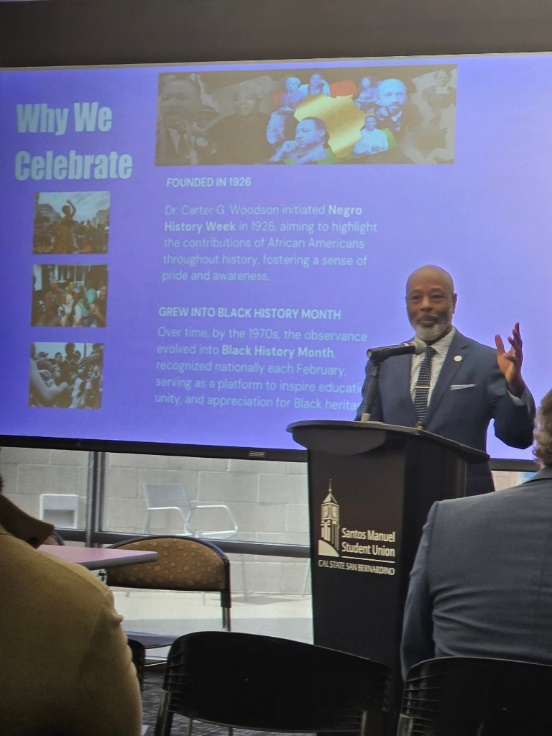 Why We
Celebrate
FOUNDED IN 1926
Dr. Carter G. Woodson initiated Negro
History Week in 1926, aiming to highlight
the contributions of African Americans
throughout history, fostering a sense of
pride and awareness.
GREW INTO BLACK HISTORY MONTH
Over time, by the 1970s, the observance
evolved into Black History Month,
recognized nationally each February,
serving as a platform to inspire educatio
unity, and appreciation for Black herita
Santos Manuel
Student Union
CAL STATE SAN BERNARDINO